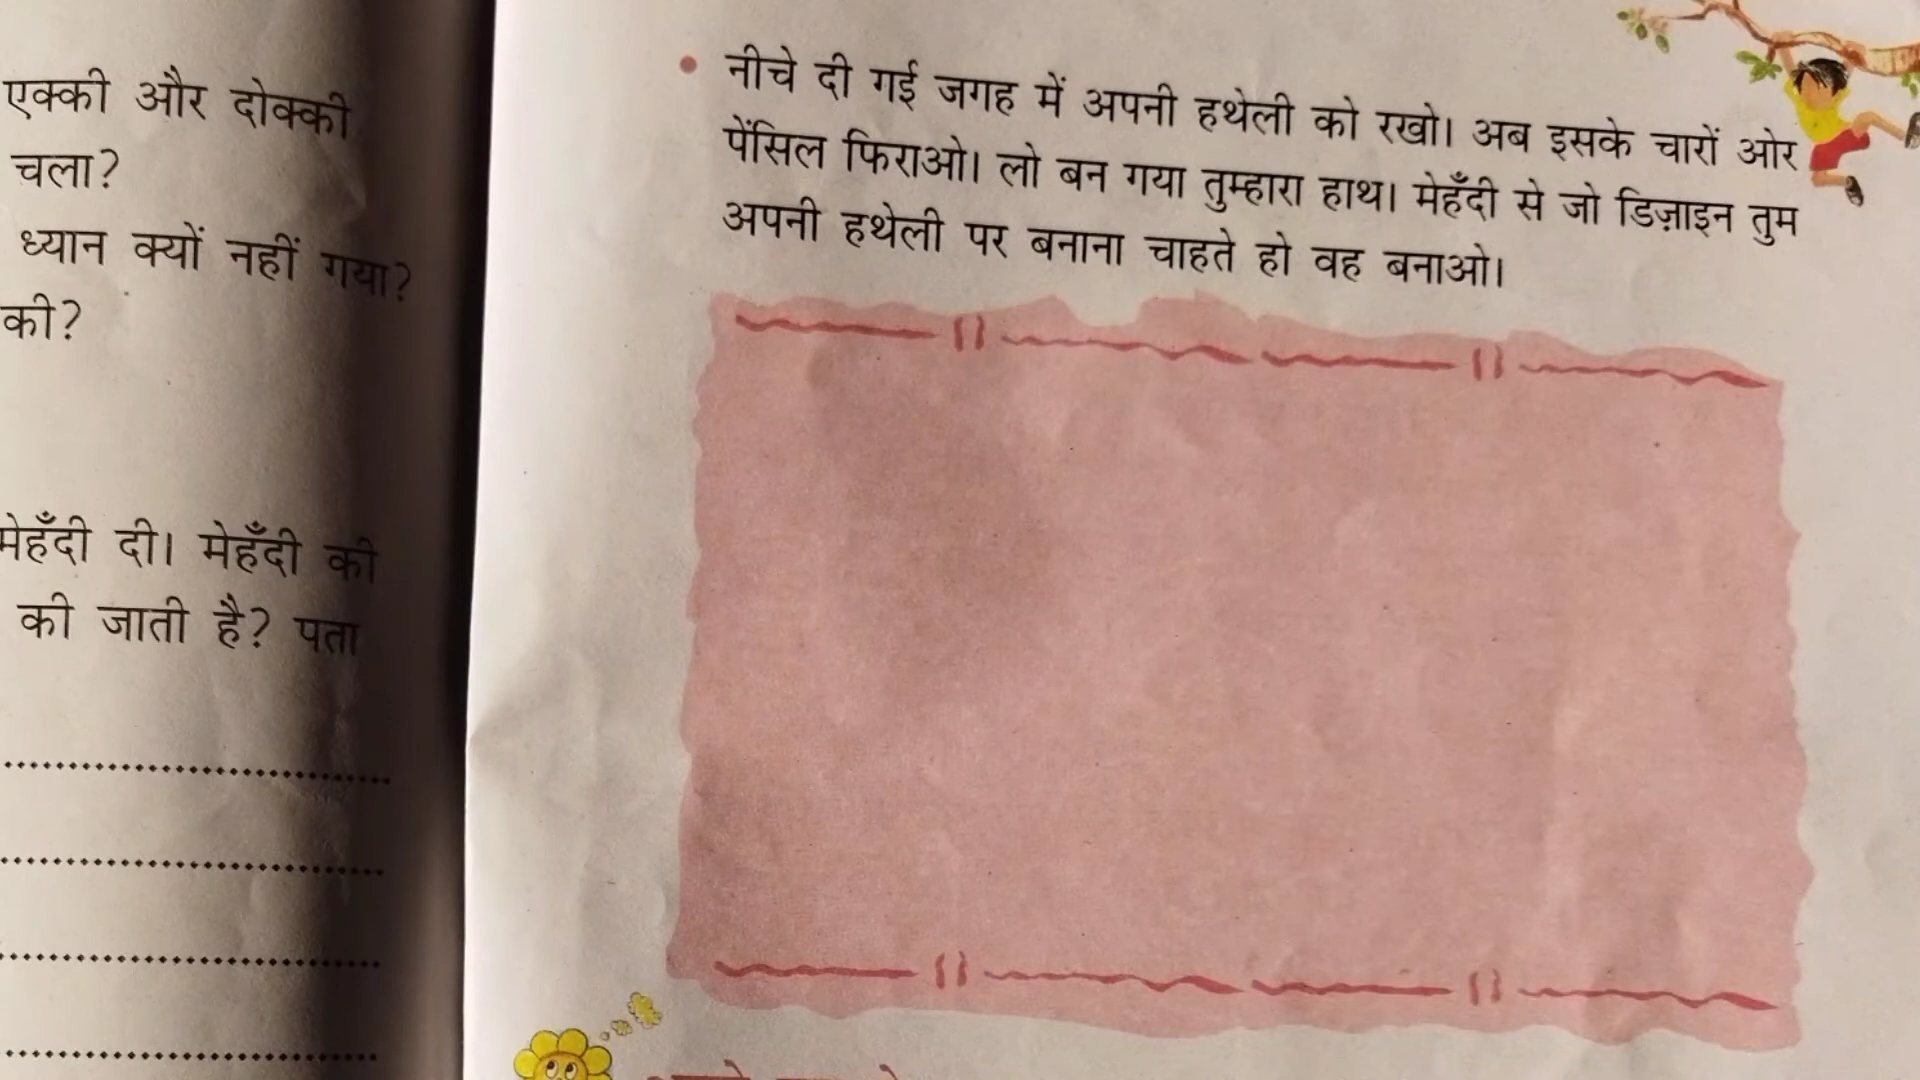 एक्की और दोक्की
चला?
ध्यान क्यों नहीं गया?
की?
मेहँदी दी। मेहँदी की
की जाती है? पता
नीचे दी गई जगह में अपनी हथेली को रखो। अब इसके चारों ओर
पेंसिल फिराओ। लो बन गया तुम्हारा हाथ। मेहँदी से जो डिज़ाइन तुम
अपनी हथेली पर बनाना चाहते हो वह बनाओ।